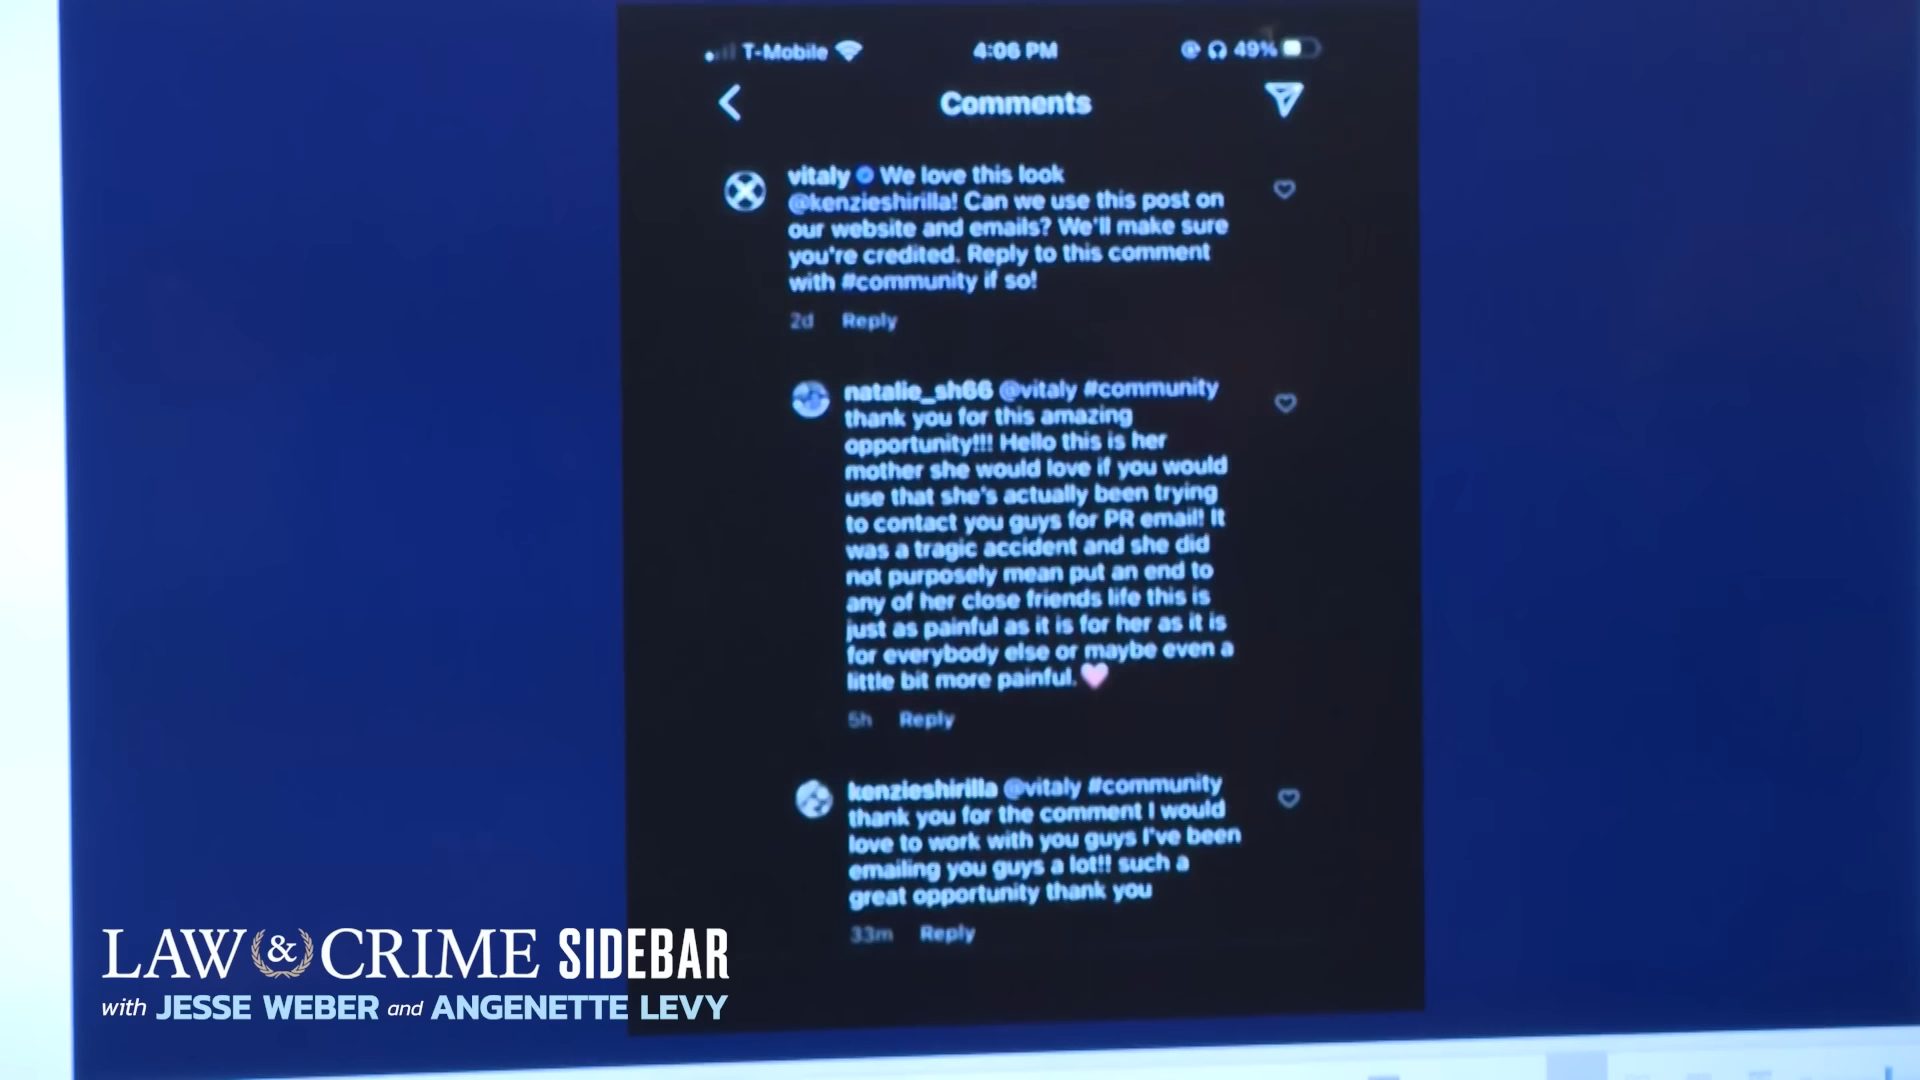 T-Mobile 4:06 PM 49%
Comments
vitaly We love this look
@kenzieshirilla! Can we use this post on
our website and emails? We'll make sure
you're credited. Reply to this comment
with #community if so!
2d Reply
natalie_sh66 @vitaly #community
thank you for this amazing
opportunity!!! Hello this is her
mother she would love if you would
use that she's actually been trying
to contact you guys for PR email! It
was a tragic accident and she did
not purposely mean put an end to
any of her close friends life this is
just as painful as it is for her as it is
for everybody else or maybe even a
little bit more painful.
5h Reply
kenzieshirilla @vitaly #community
thank you for the comment I would
love to work with you guys I've been
emailing you guys a lot!! such a
great opportunity thank you
33m Reply
LAW & CRIME SIDEBAR
with JESSE WEBER and ANGENETTE LEVY